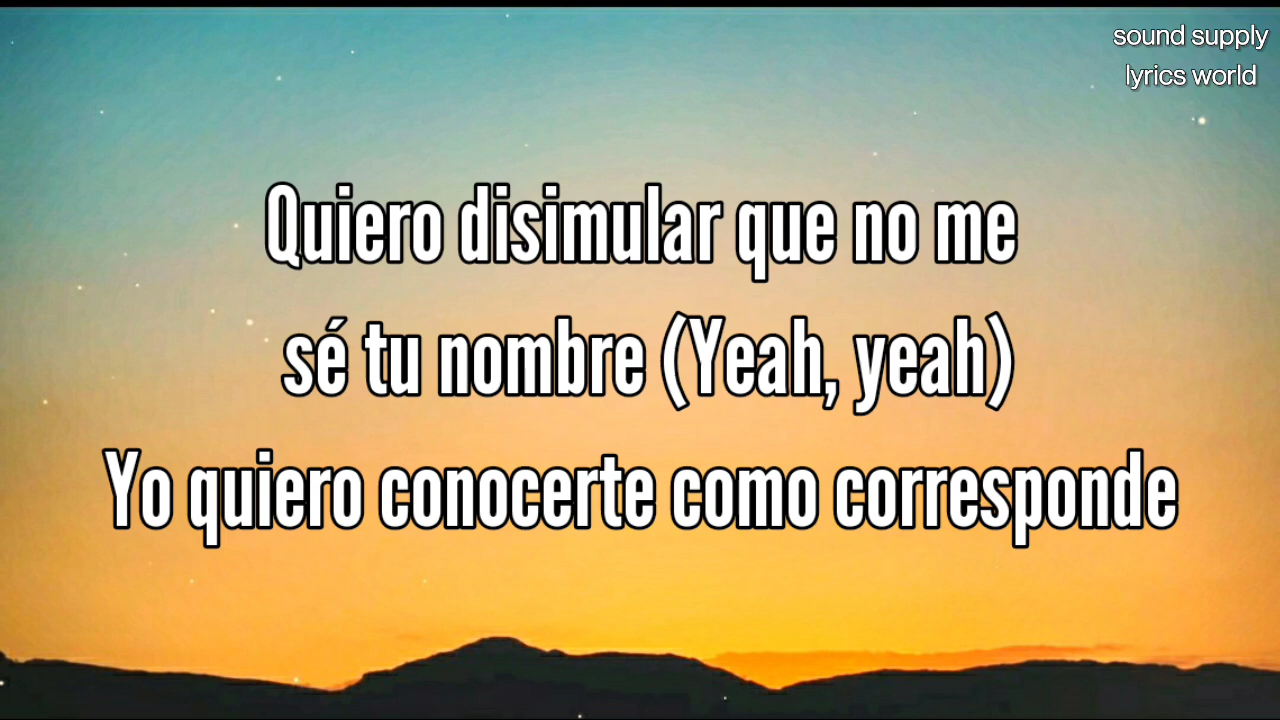 sound supply
lyrics world
Quiero disimular que no me
sé tu nombre (Yeah, yeah)
Yo quiero conocerte como corresponde